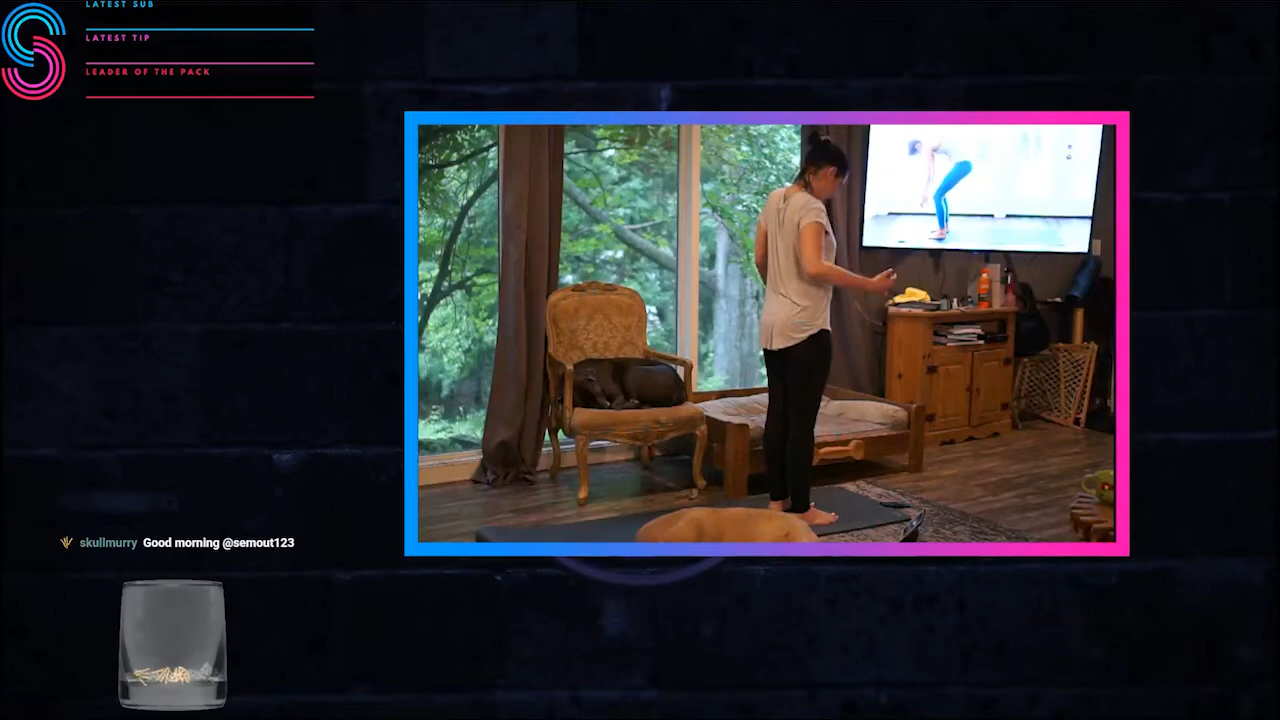 LATEST SUB
LATEST TIP
LEADER OF THE PACK
skullmurry Good morning @semout123